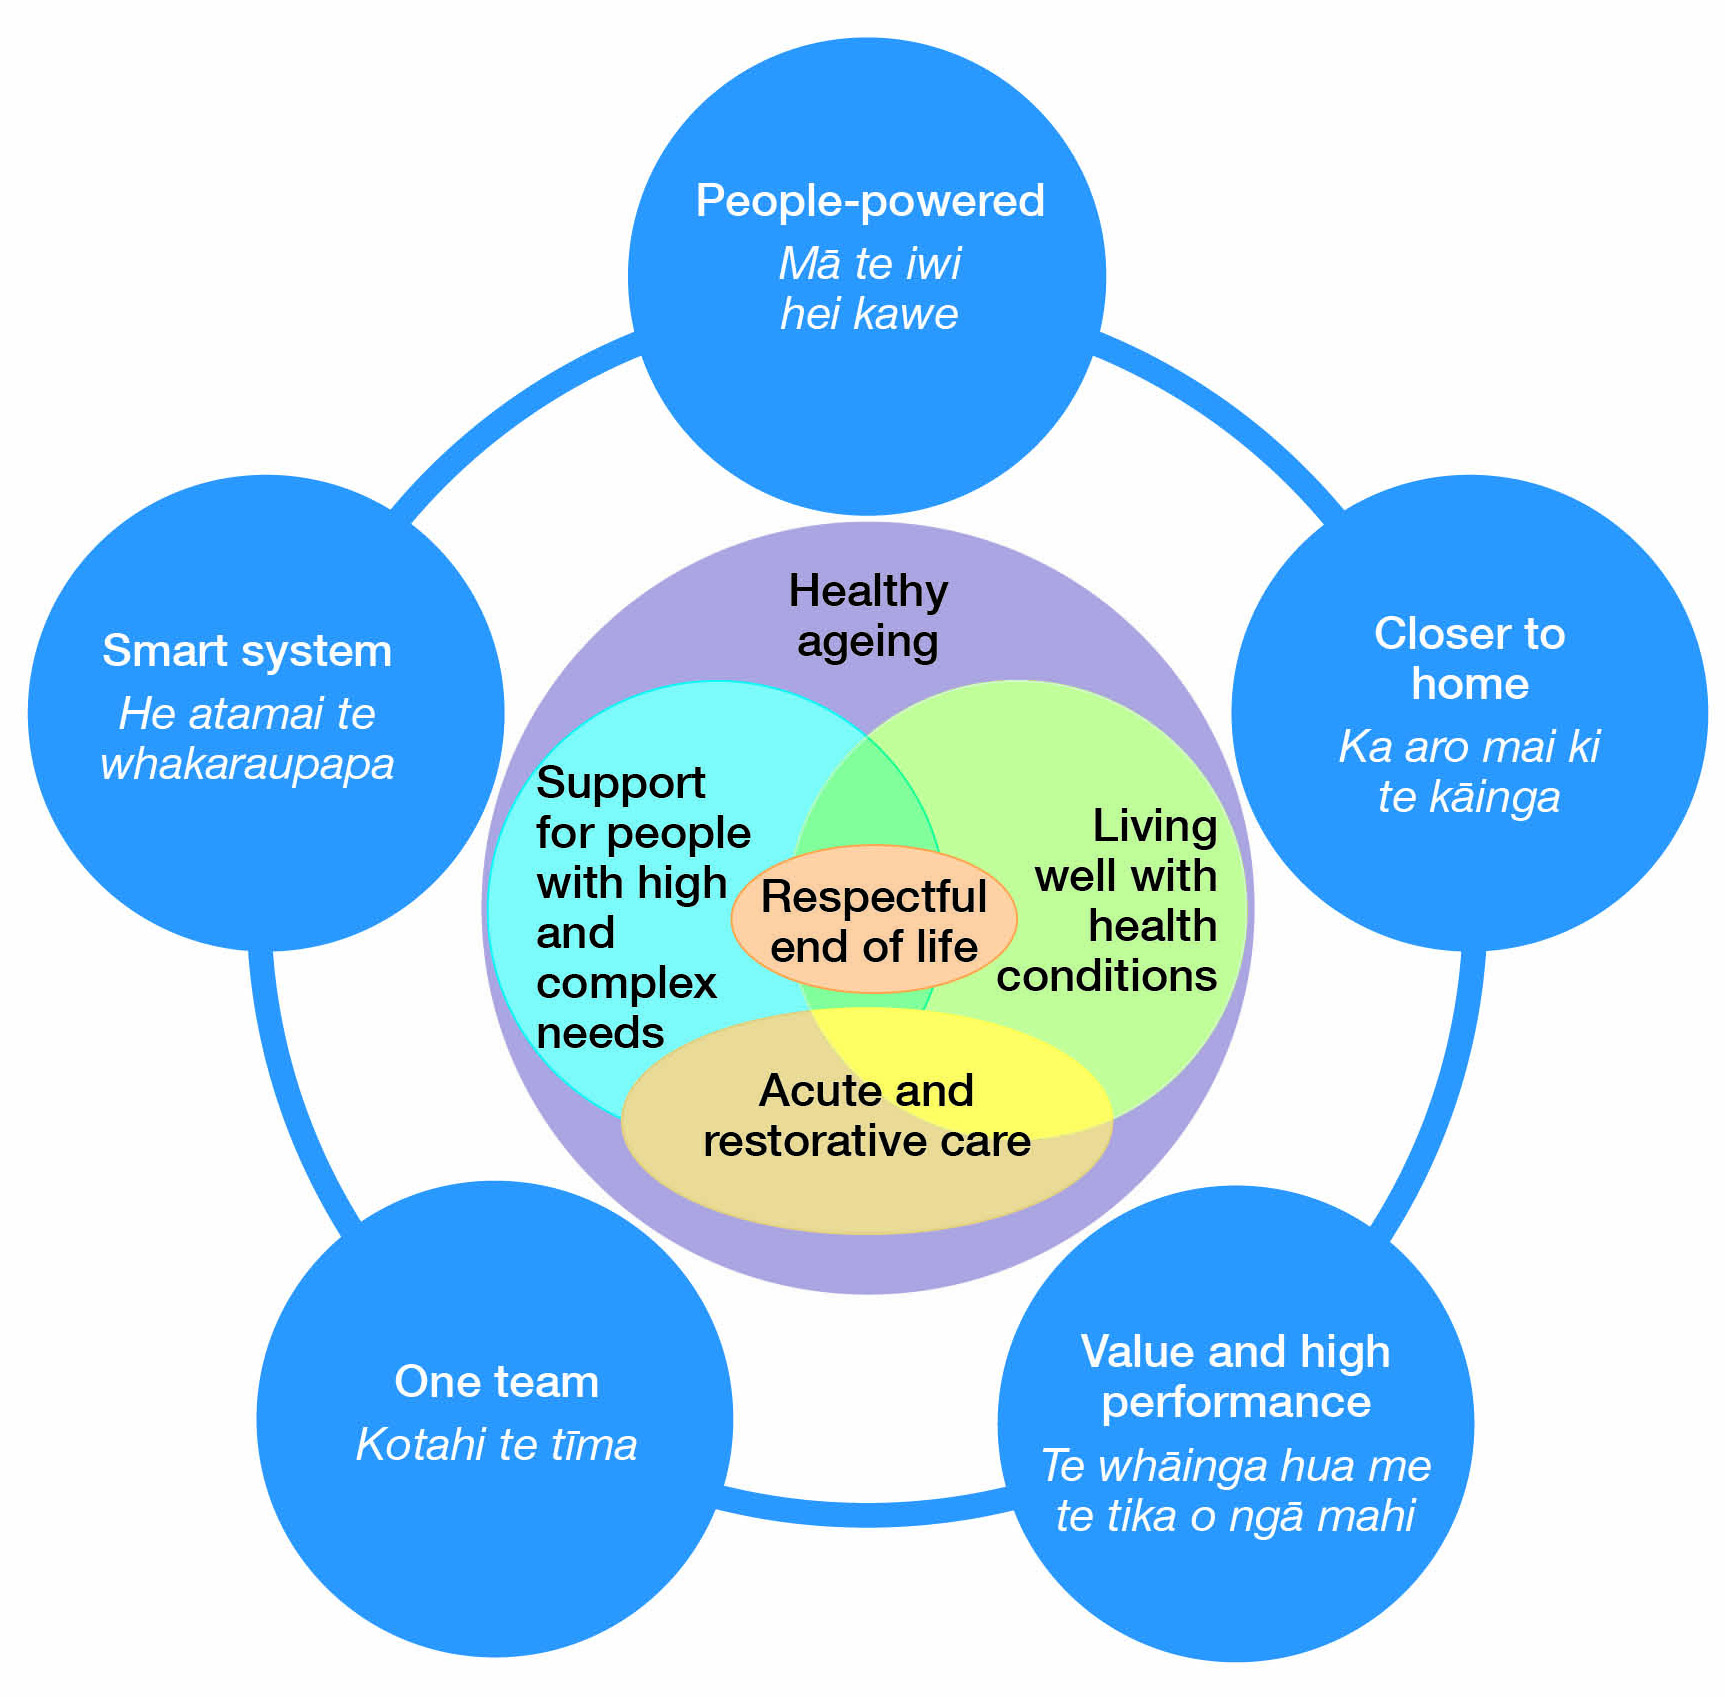 People-powered
Mā te iwi
hei kawe
Closer to
home
Ka aro mai ki
te kāinga
Value and high
performance
Te whāinga hua me
te tika o ngā mahi
One team
Kotahi te tīma
Smart system
He atamai te
whakaraupapa
Healthy
ageing
Support
for people
with high
and
complex
needs
Living
well with
health
conditions
Respectful
end of life
Acute and
restorative care